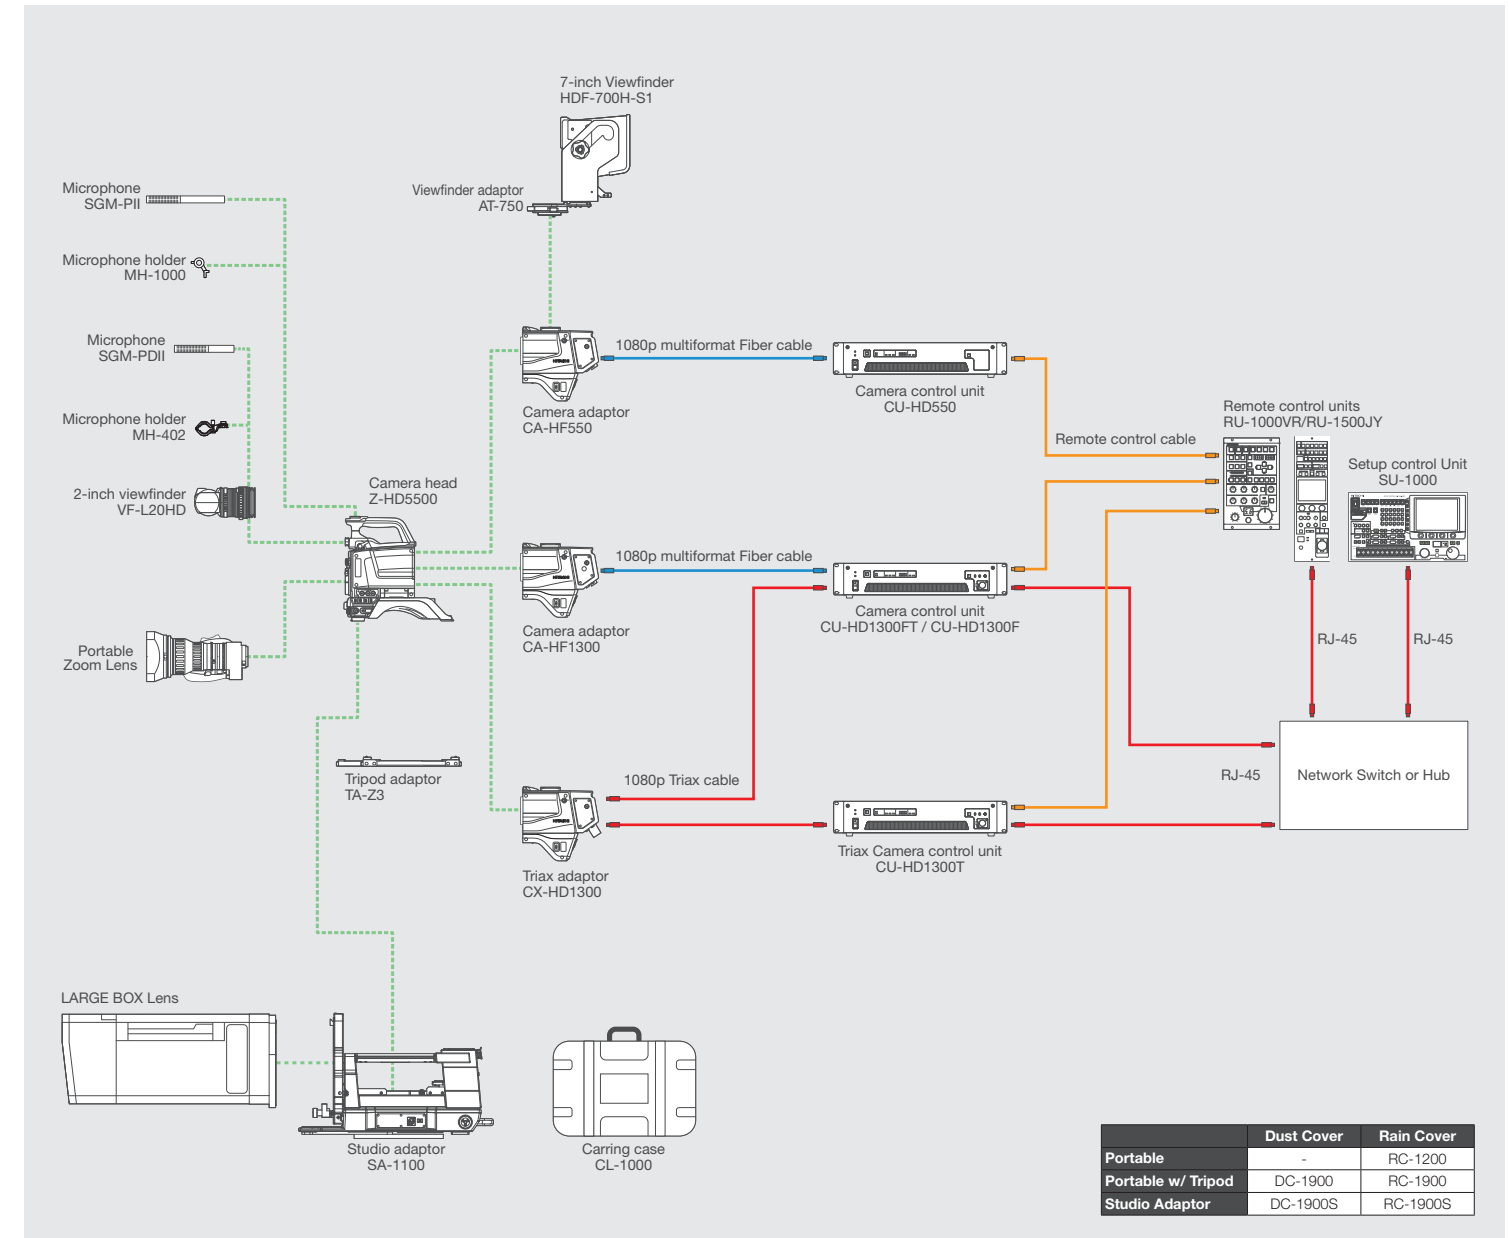 7-inch Viewfinder
HDF-700H-S1
Microphone
SGM-PII
Viewfinder adaptor
AT-750
Microphone holder
MH-1000
Microphone
SGM-PDII
1080p multiformat Fiber cable
Camera control unit
CU-HD550
Camera adaptor
CA-HF550
Microphone holder
MH-402
Remote control units
RU-1000VR/RU-1500JY
Remote control cable
Setup control Unit
SU-1000
Camera head
Z-HD5500
2-inch viewfinder
VF-L20HD
1080p multiformat Fiber cable
Camera control unit
CU-HD1300FT / CU-HD1300F
Camera adaptor
CA-HF1300
RJ-45
RJ-45
Portable
Zoom Lens
Tripod adaptor
TA-Z3
1080p Triax cable
RJ-45
Network Switch or Hub
Triax Camera control unit
CU-HD1300T
Triax adaptor
CX-HD1300
LARGE BOX Lens
Studio adaptor
SA-1100
Carring case
CL-1000
Dust Cover Rain Cover
Portable - RC-1200
Portable w/ Tripod DC-1900 RC-1900
Studio Adaptor DC-1900S RC-1900S